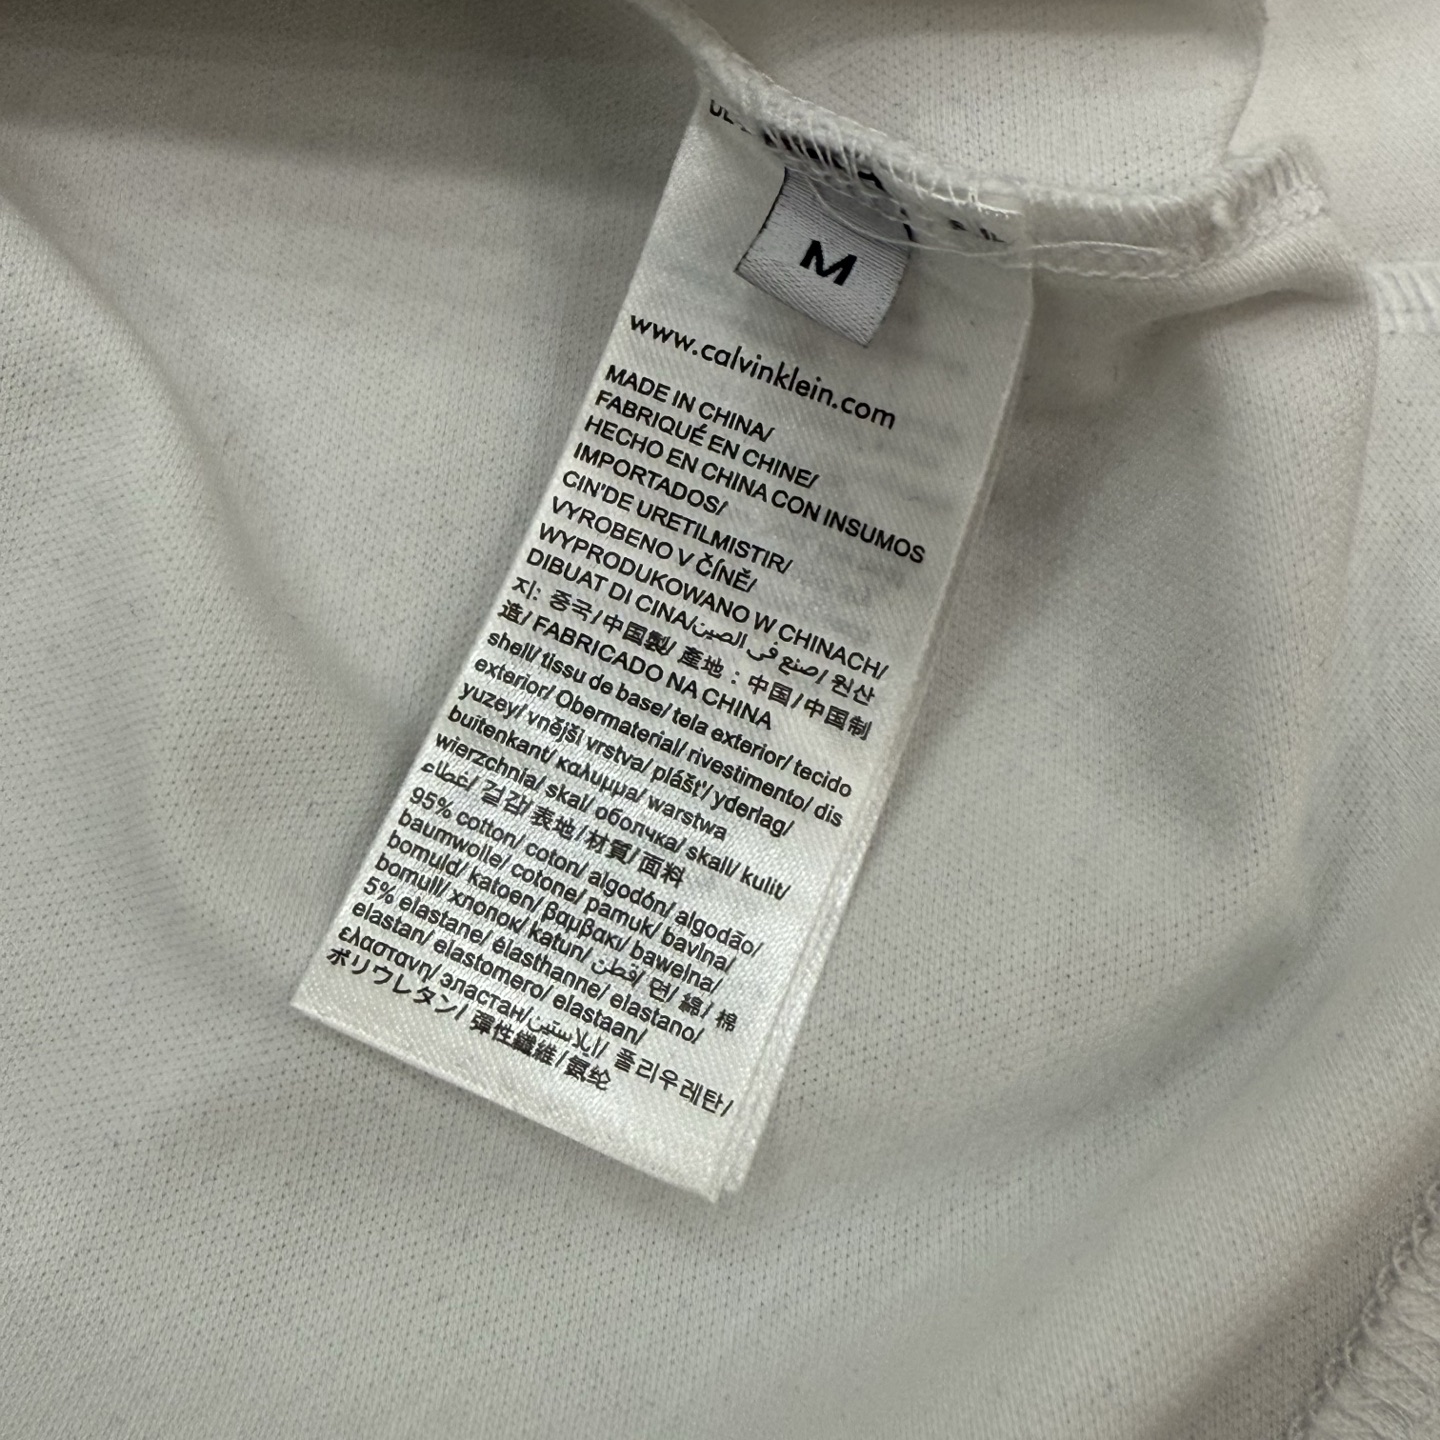 M
www.calvinklein.com
MADE IN CHINA/
FABRIQUÉ EN CHINE/
HECHO EN CHINA CON INSUMOS
IMPORTADOS/
CIN'DE URETILMISTIR/
VYROBENO V ČÍNĚ/
WYPRODUKOWANO W CHINACH/
DIBUAT DI CINA/صنع في الصين/ 원산
지: 중국/中国製/ 產地：中国/中国制
造/ FABRICADO NA CHINA
shell/ tissu de base/ tela exterior/ tecido
exterior/ Obermaterial/ rivestimento/ dis
yuzey/ vnější vrstva/ plášť/ yderlag/
buitenkant/ καλυμμα/ warstwa
wierzchnia/ skal/ оболчка/ skall/ kulit/
غطاء/ 겉감/表地/材質/面料
95% cotton/ coton/ algodón/ algodão/
baumwolle/ cotone/ pamuk/ bavlna/
bomuld/ katoen/ βαμβακι/ bawelna/
bomull/ хлопок/ katun/ قطن/ 면/ 綿/ 棉
5% elastane/ élasthanne/ elastano/
elastan/ elastomero/ elastaan/
ελαστανη/ эластан/ايلاستين/ 폴리우레탄/
ポリウレタン/ 彈性纖維/氨纶